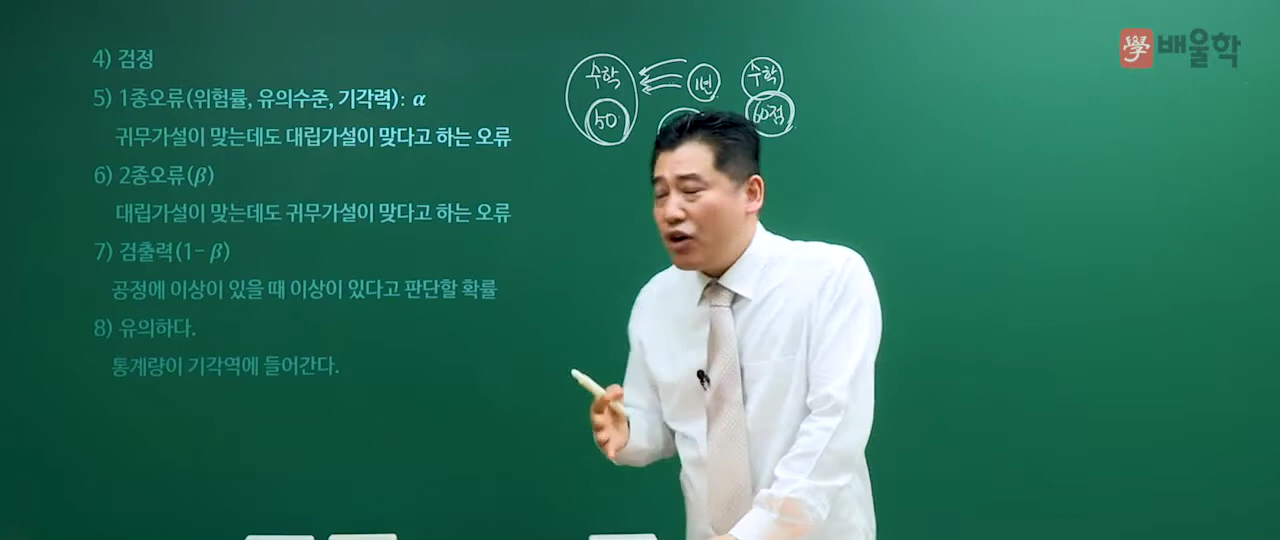 4) 검정
5) 1종오류(위험률, 유의수준, 기각력): α
귀무가설이 맞는데도 대립가설이 맞다고 하는 오류
6) 2종오류(β)
대립가설이 맞는데도 귀무가설이 맞다고 하는 오류
7) 검출력(1- β)
공정에 이상이 있을 때 이상이 있다고 판단할 확률
8) 유의하다.
통계량이 기각역에 들어간다.
수학 1년 수학
50 60점
學 배울학